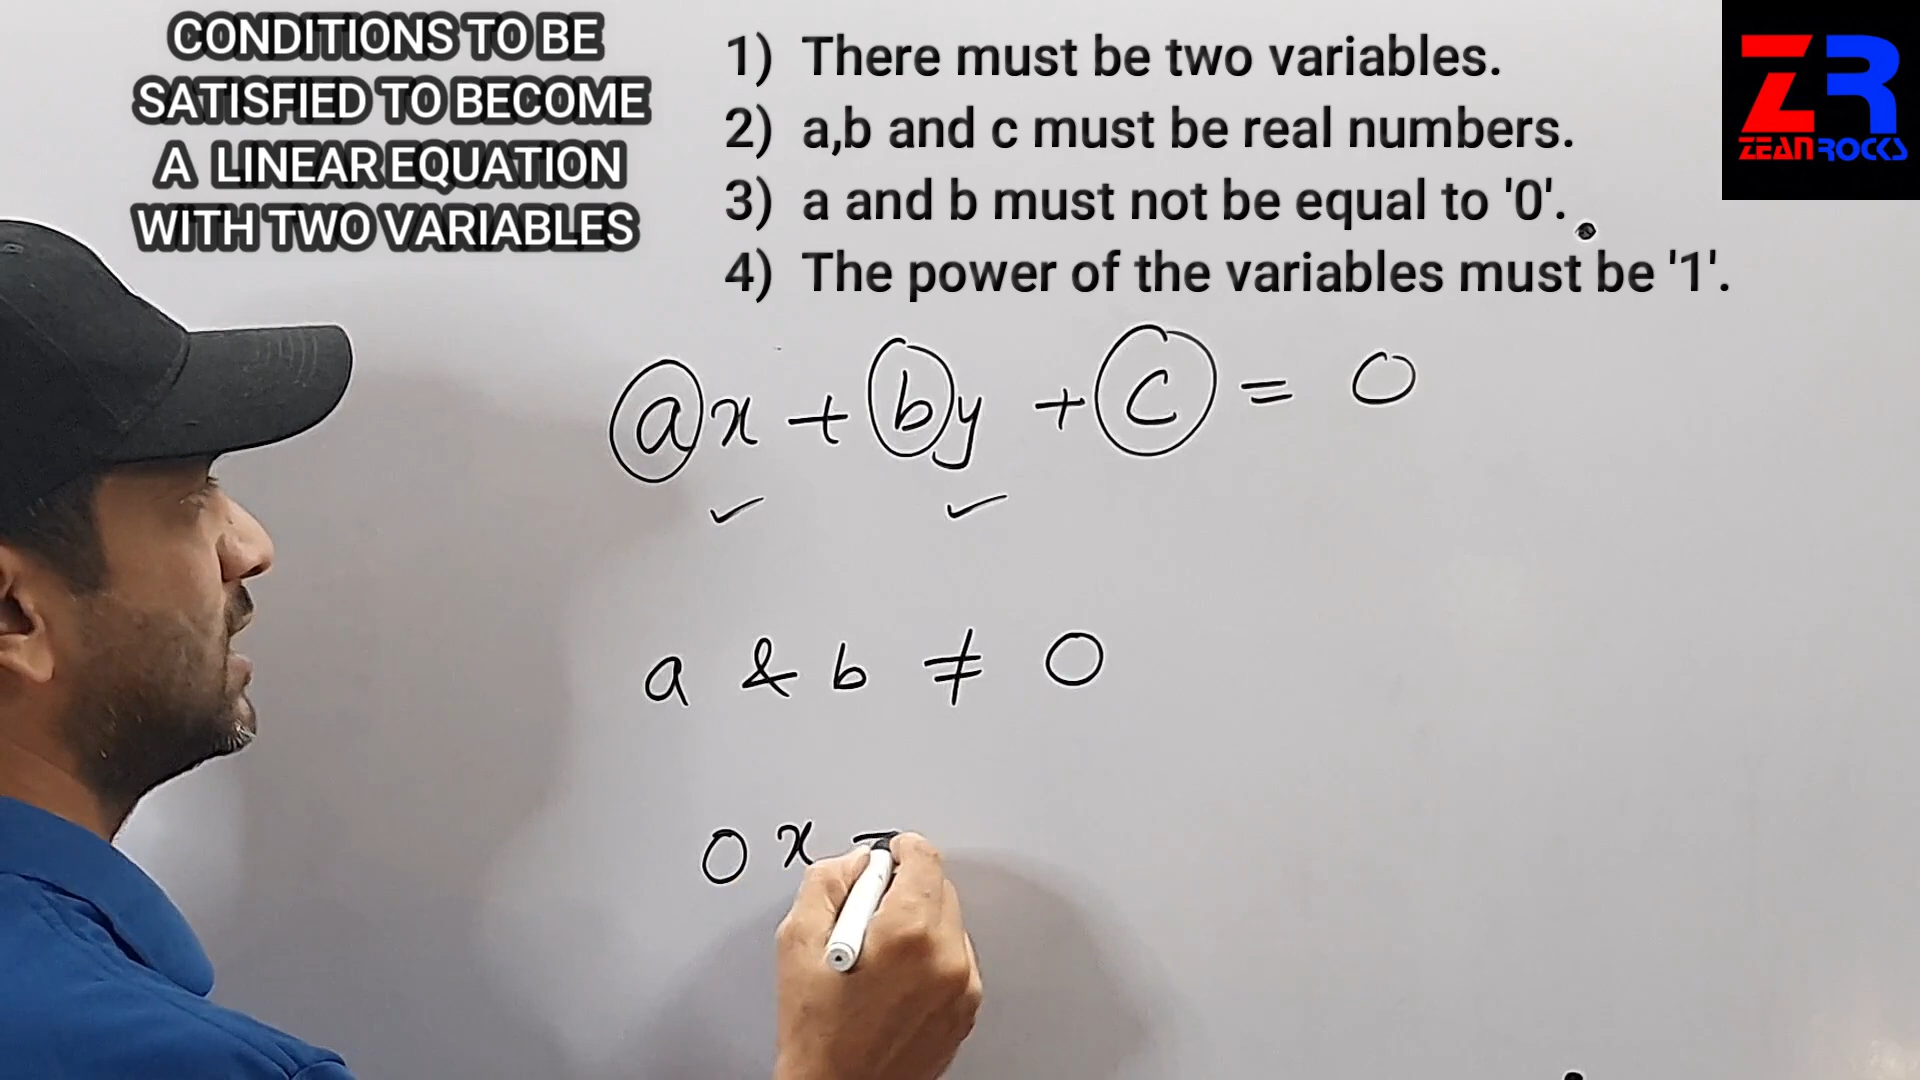 CONDITIONS TO BE
SATISFIED TO BECOME
A LINEAR EQUATION
WITH TWO VARIABLES
1) There must be two variables.
2) a,b and c must be real numbers.
3) a and b must not be equal to '0'.
4) The power of the variables must be '1'.
ZR
ZEAN ROCKS
ax + by + c = 0
a & b ≠ 0
0x